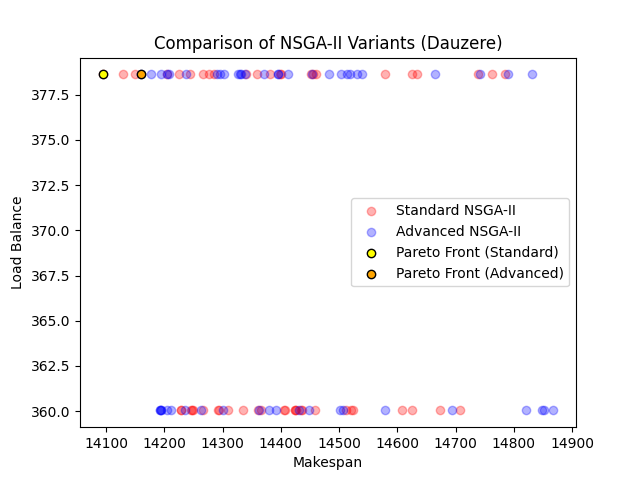 Comparison of NSGA-II Variants (Dauzere)
Load Balance
377.5
375.0
372.5
370.0
367.5
365.0
362.5
360.0
Standard NSGA-II
Advanced NSGA-II
Pareto Front (Standard)
Pareto Front (Advanced)
14100 14200 14300 14400 14500 14600 14700 14800 14900
Makespan